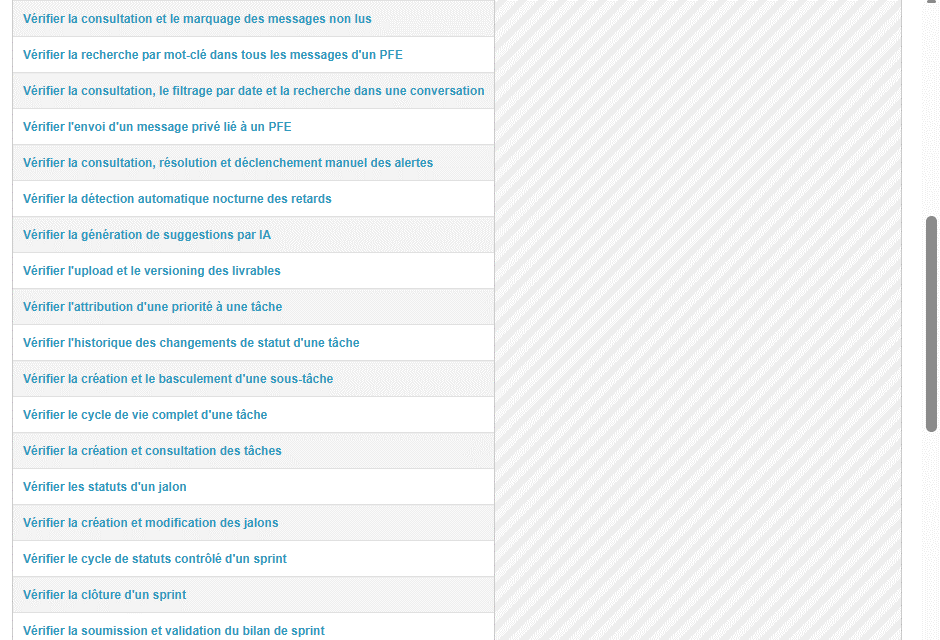 Vérifier la consultation et le marquage des messages non lus
Vérifier la recherche par mot-clé dans tous les messages d'un PFE
Vérifier la consultation, le filtrage par date et la recherche dans une conversation
Vérifier l'envoi d'un message privé lié à un PFE
Vérifier la consultation, résolution et déclenchement manuel des alertes
Vérifier la détection automatique nocturne des retards
Vérifier la génération de suggestions par IA
Vérifier l'upload et le versioning des livrables
Vérifier l'attribution d'une priorité à une tâche
Vérifier l'historique des changements de statut d'une tâche
Vérifier la création et le basculement d'une sous-tâche
Vérifier le cycle de vie complet d'une tâche
Vérifier la création et consultation des tâches
Vérifier les statuts d'un jalon
Vérifier la création et modification des jalons
Vérifier le cycle de statuts contrôlé d'un sprint
Vérifier la clôture d'un sprint
Vérifier la soumission et validation du bilan de sprint